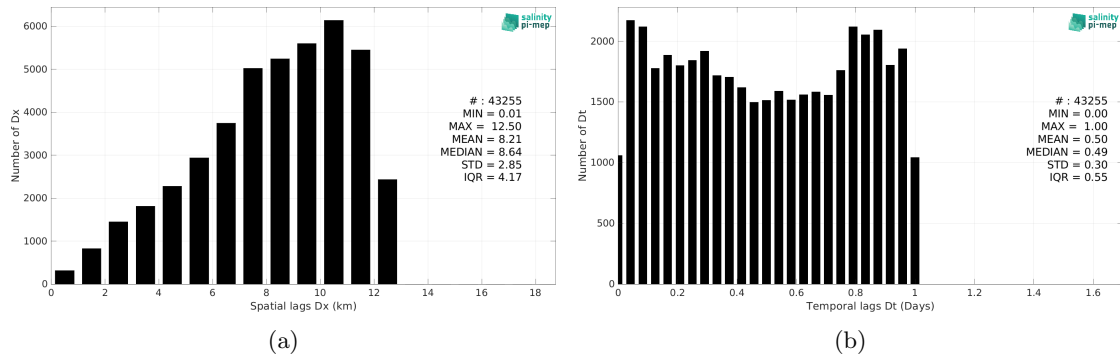 salinity
pi-mep
6000
5000
4000
3000
2000
1000
0
Number of Dx
# : 43255
MIN = 0.01
MAX = 12.50
MEAN = 8.21
MEDIAN = 8.64
STD = 2.85
IQR = 4.17
0 2 4 6 8 10 12 14 16 18
Spatial lags Dx (km)
(a)
salinity
pi-mep
2000
1500
1000
500
0
Number of Dt
# : 43255
MIN = 0.00
MAX = 1.00
MEAN = 0.50
MEDIAN = 0.49
STD = 0.30
IQR = 0.55
0 0.2 0.4 0.6 0.8 1 1.2 1.4 1.6
Temporal lags Dt (Days)
(b)